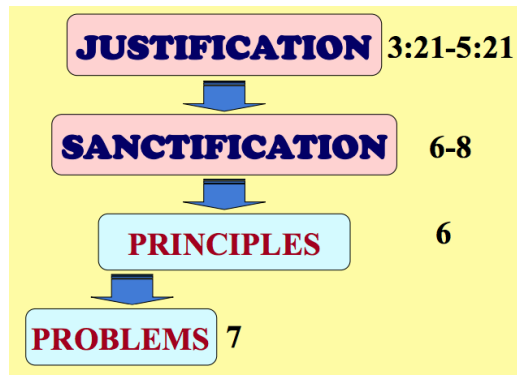 JUSTIFICATION 3:21-5:21
SANCTIFICATION 6-8
PRINCIPLES 6
PROBLEMS 7